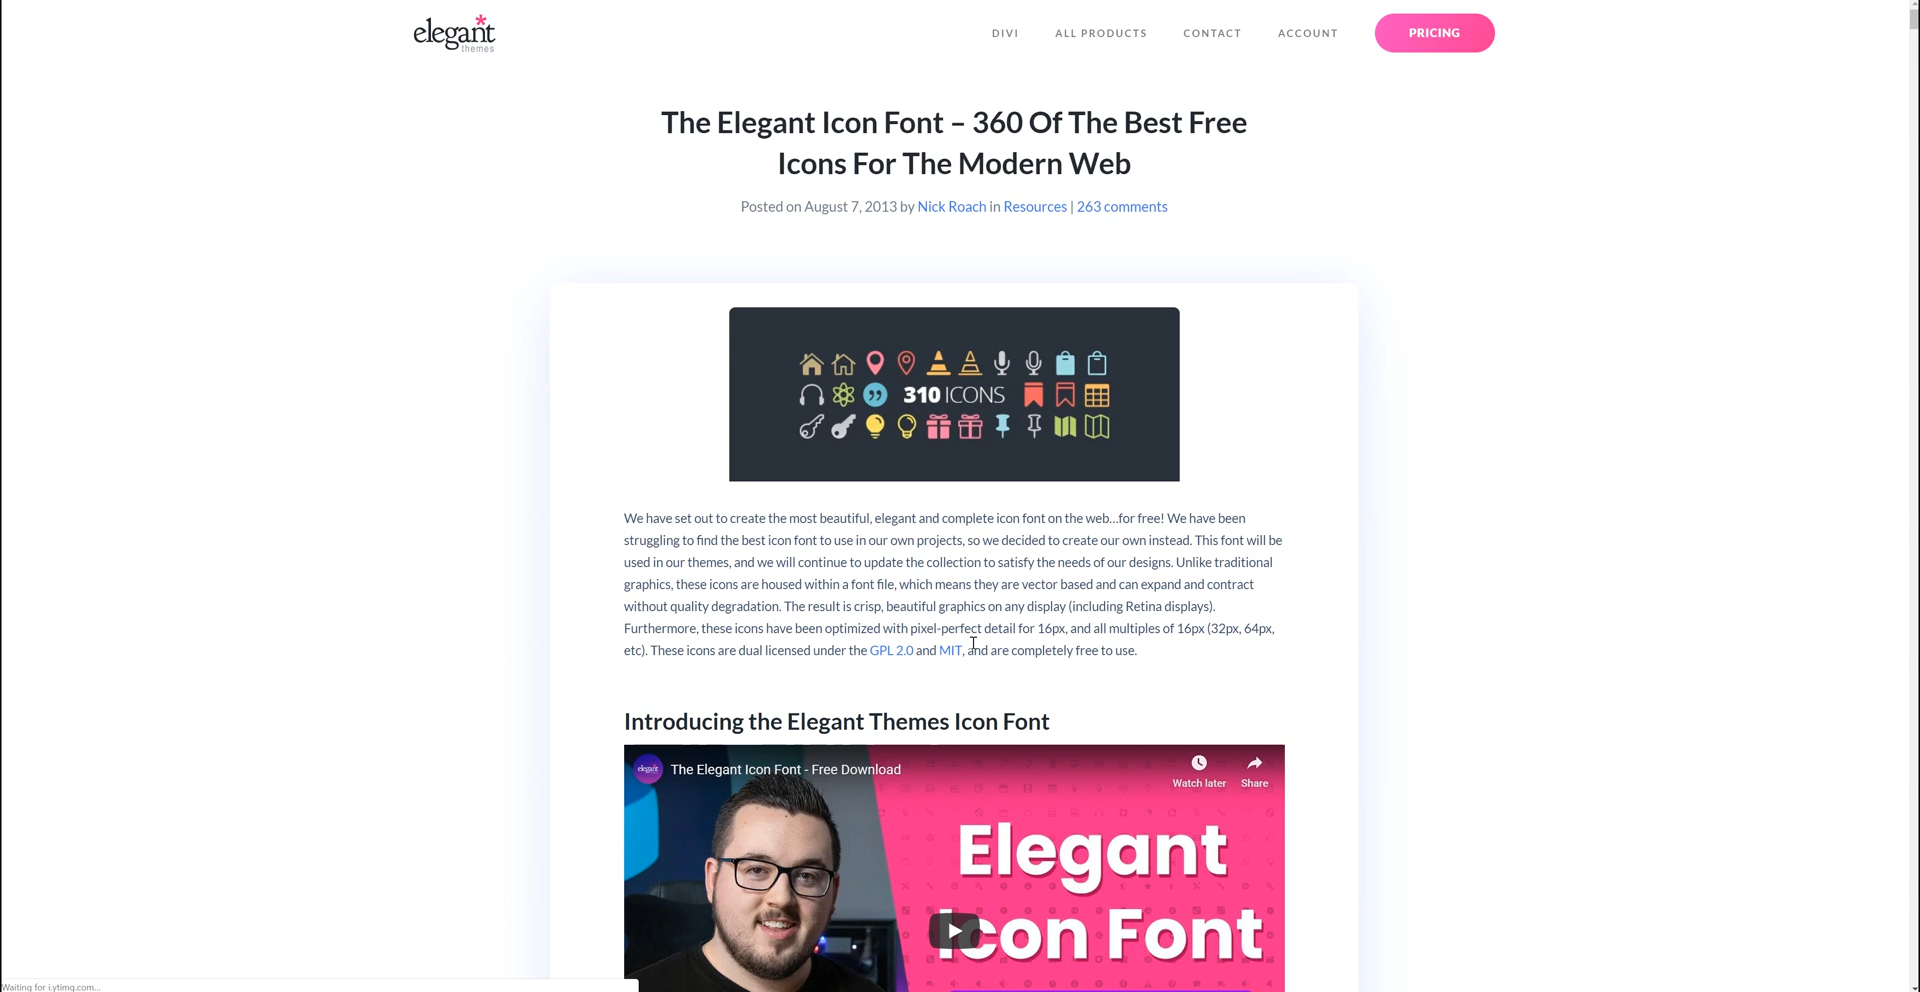 elegant
themes
DIVI
ALL PRODUCTS
CONTACT
ACCOUNT
PRICING
The Elegant Icon Font – 360 Of The Best Free
Icons For The Modern Web
Posted on August 7, 2013 by Nick Roach in Resources | 263 comments
310 ICONS
We have set out to create the most beautiful, elegant and complete icon font on the web…for free! We have been
struggling to find the best icon font to use in our own projects, so we decided to create our own instead. This font will be
used in our themes, and we will continue to update the collection to satisfy the needs of our designs. Unlike traditional
graphics, these icons are housed within a font file, which means they are vector based and can expand and contract
without quality degradation. The result is crisp, beautiful graphics on any display (including Retina displays).
Furthermore, these icons have been optimized with pixel-perfect detail for 16px, and all multiples of 16px (32px, 64px,
etc). These icons are dual licensed under the GPL 2.0 and MIT, and are completely free to use.
Introducing the Elegant Themes Icon Font
elegant
The Elegant Icon Font - Free Download
Watch later
Share
Elegant
Icon Font
Waiting for i.ytimg.com...